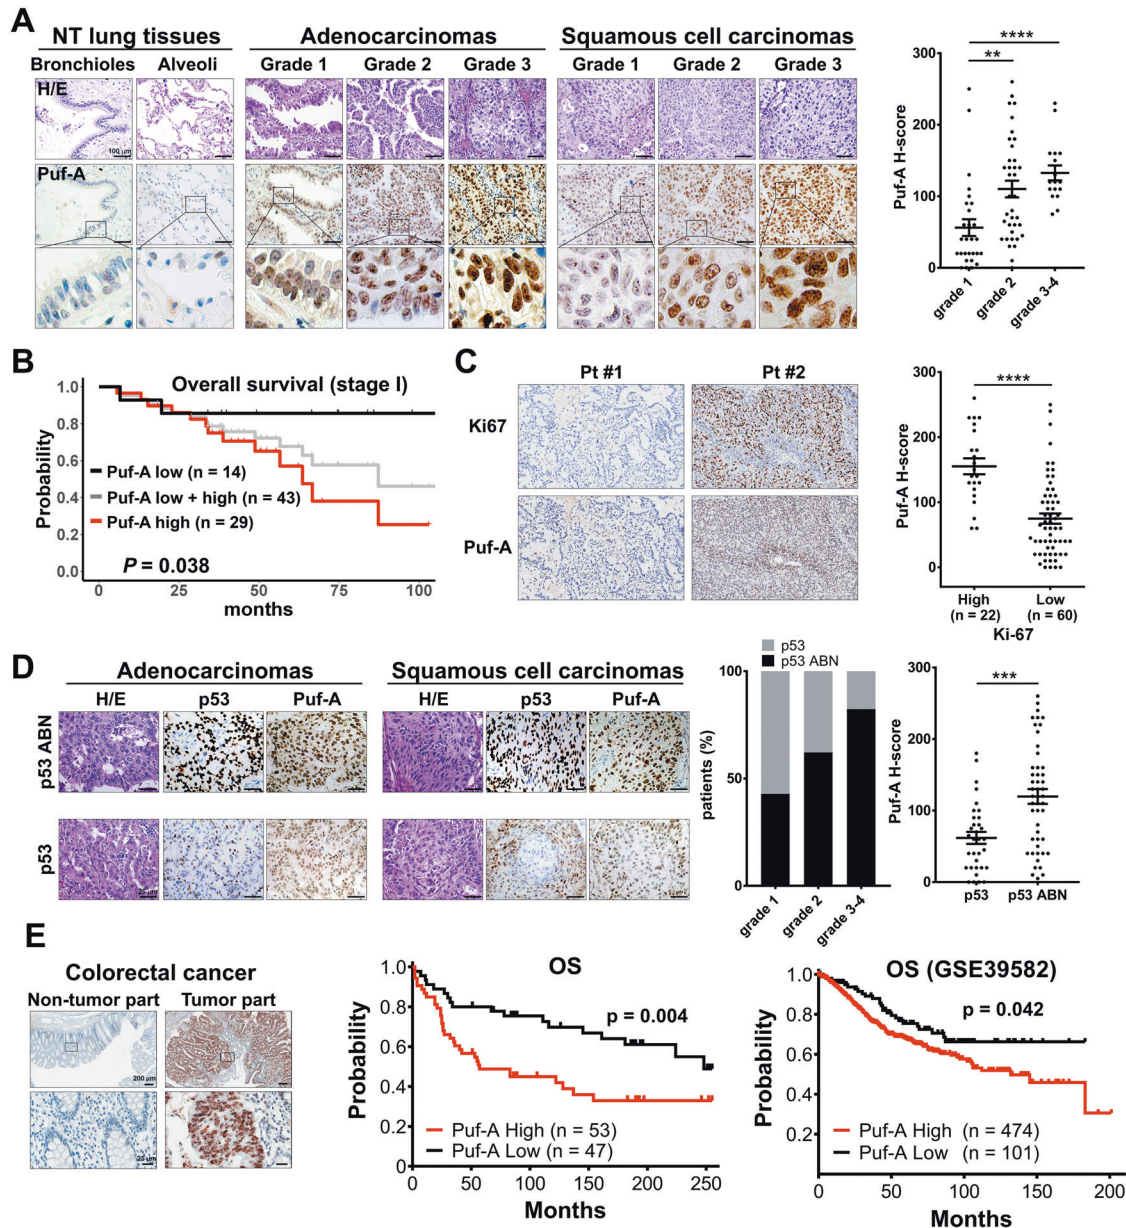 A
NT lung tissues
Adenocarcinomas
Squamous cell carcinomas
Bronchioles
Alveoli
Grade 1
Grade 2
Grade 3
Grade 1
Grade 2
Grade 3
H/E
100 µm
Puf-A
****
**
300
200
100
0
Puf-A H-score
grade 1
grade 2
grade 3-4
B
Overall survival (stage I)
1.0
0.8
0.6
0.4
0.2
0.0
Probability
Puf-A low (n = 14)
Puf-A low + high (n = 43)
Puf-A high (n = 29)
P = 0.038
0 25 50 75 100
months
C
Pt #1
Pt #2
Ki67
Puf-A
****
300
200
100
0
Puf-A H-score
High
(n = 22)
Low
(n = 60)
Ki-67
D
Adenocarcinomas
Squamous cell carcinomas
H/E
p53
Puf-A
H/E
p53
Puf-A
p53 ABN
p53
25 µm
p53
p53 ABN
100
50
0
patients (%)
grade 1
grade 2
grade 3-4
***
300
200
100
0
Puf-A H-score
p53
p53 ABN
E
Colorectal cancer
Non-tumor part
Tumor part
200 µm
25 µm
OS
1.0
0.8
0.6
0.4
0.2
0
Probability
p = 0.004
Puf-A High (n = 53)
Puf-A Low (n = 47)
0 50 100 150 200 250
Months
OS (GSE39582)
1.0
0.8
0.6
0.4
0.2
Probability
p = 0.042
Puf-A High (n = 474)
Puf-A Low (n = 101)
0 50 100 150 200
Months